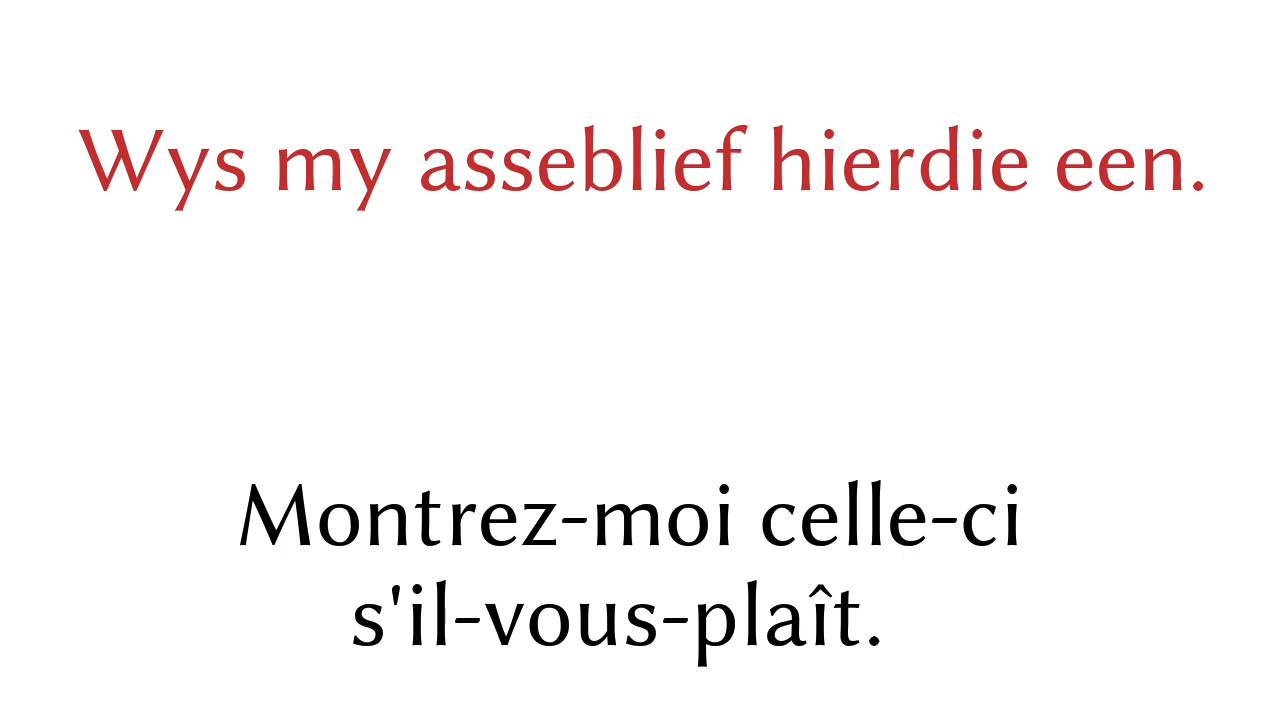 Wys my asseblief hierdie een.
Montrez-moi celle-ci
s'il-vous-plaît.